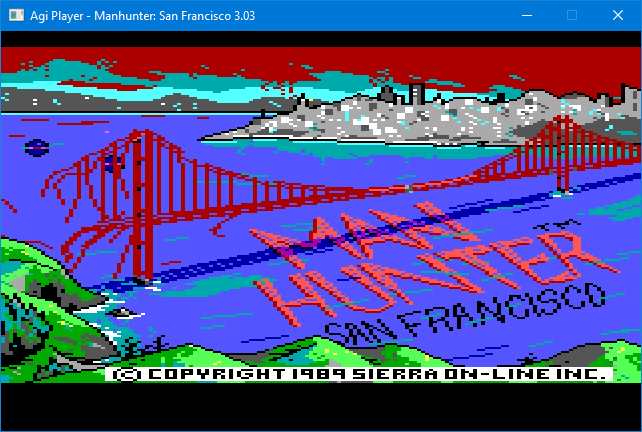 Agi Player - Manhunter: San Francisco 3.03
MAN
HUNTER
SAN FRANCISCO
© COPYRIGHT 1989 SIERRA ON-LINE INC.